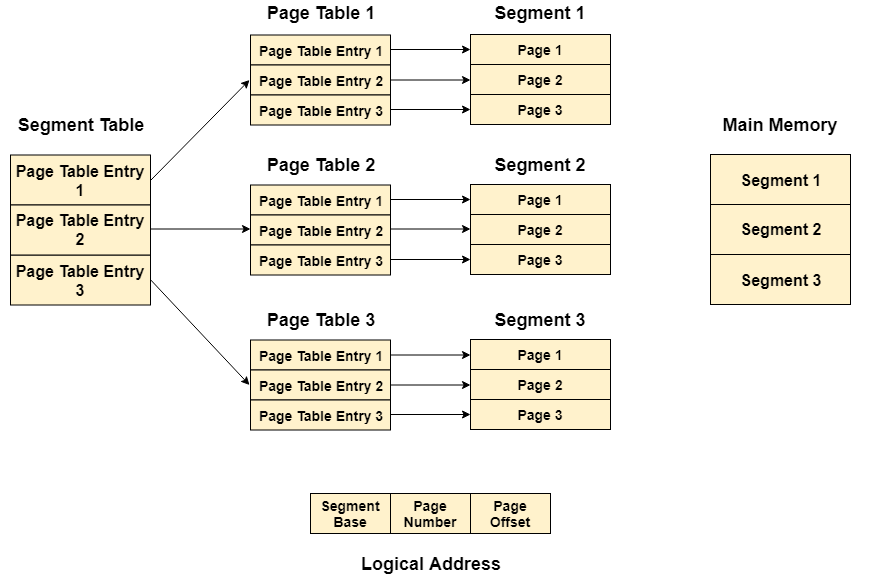 Page Table 1
Segment 1
Page Table Entry 1
Page 1
Page Table Entry 2
Page 2
Page Table Entry 3
Page 3
Segment Table
Page Table Entry
1
Page Table Entry
2
Page Table Entry
3
Page Table 2
Segment 2
Page Table Entry 1
Page 1
Page Table Entry 2
Page 2
Page Table Entry 3
Page 3
Main Memory
Segment 1
Segment 2
Segment 3
Page Table 3
Segment 3
Page Table Entry 1
Page 1
Page Table Entry 2
Page 2
Page Table Entry 3
Page 3
Segment
Base
Page
Number
Page
Offset
Logical Address